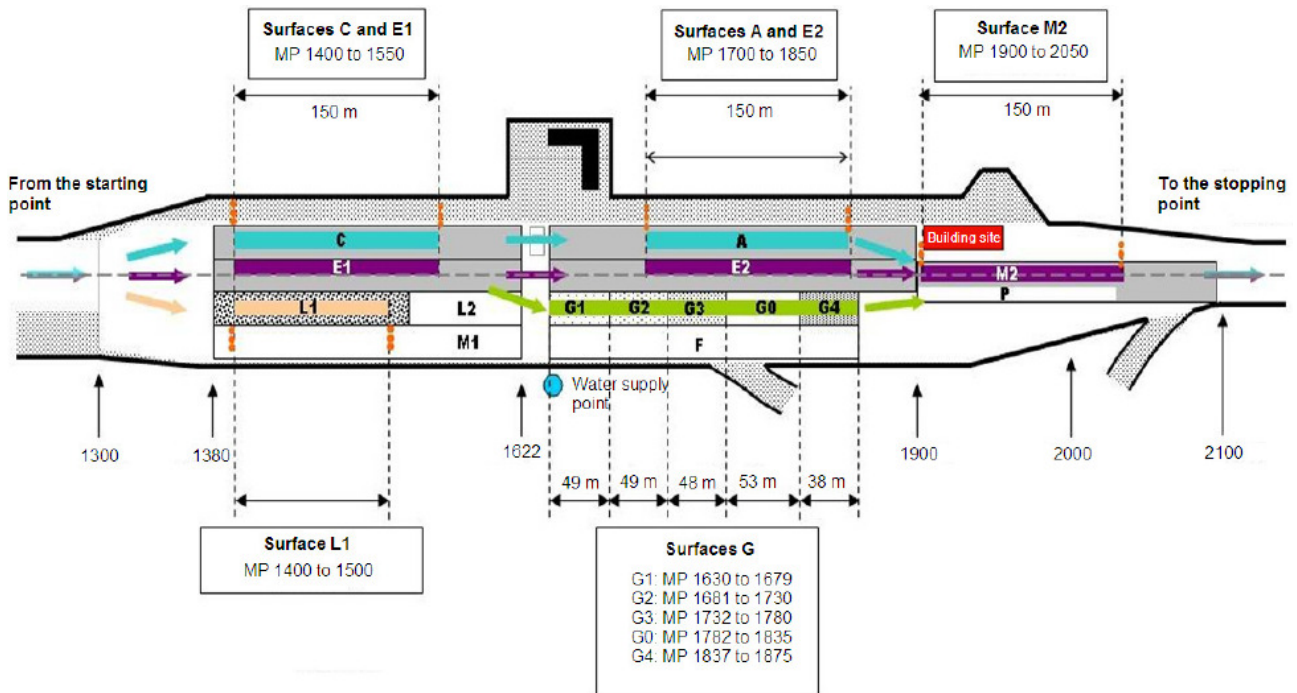 Surfaces C and E1
MP 1400 to 1550
Surfaces A and E2
MP 1700 to 1850
Surface M2
MP 1900 to 2050
150 m
150 m
150 m
From the starting
point
To the stopping
point
C
A
Building site
E1
E2
M2
P
L1
L2
G1
G2
G3
G0
G4
M1
F
Water supply
point
1300
1380
1622
1900
2000
2100
49 m
49 m
48 m
53 m
38 m
Surface L1
MP 1400 to 1500
Surfaces G
G1: MP 1630 to 1679
G2: MP 1681 to 1730
G3: MP 1732 to 1780
G0: MP 1782 to 1835
G4: MP 1837 to 1875